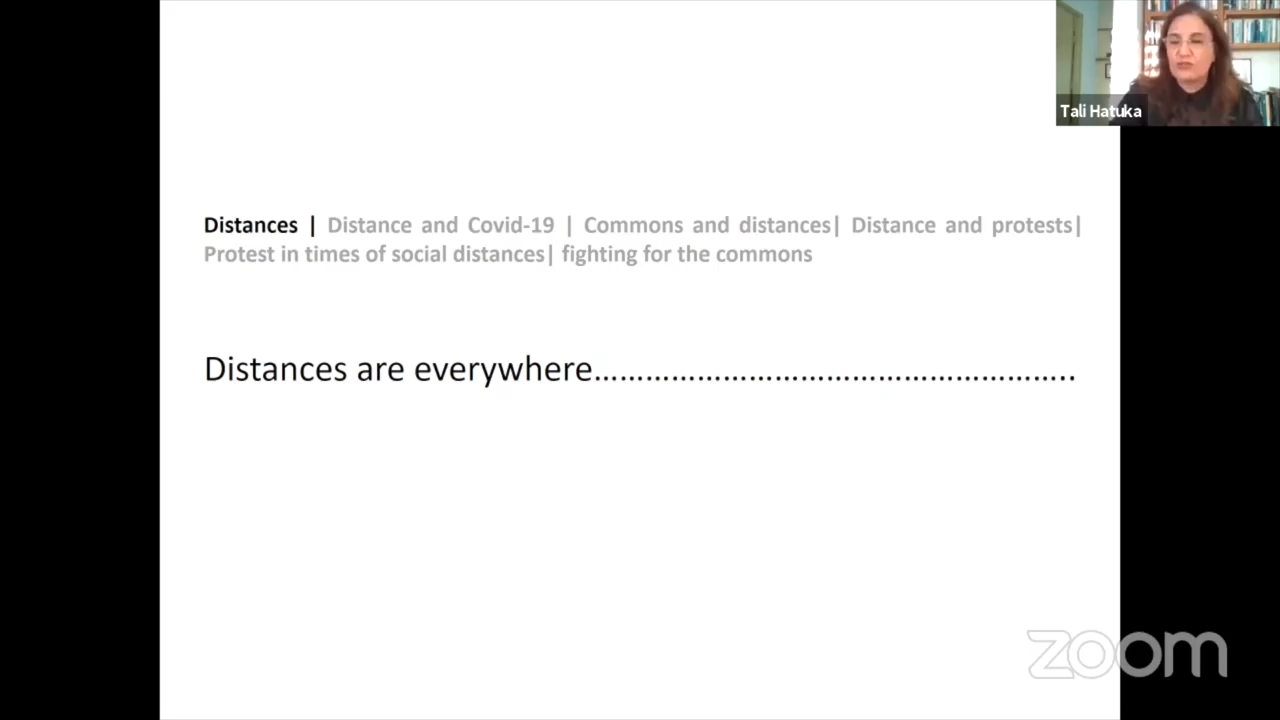 Tali Hatuka
Distances | Distance and Covid-19 | Commons and distances| Distance and protests|
Protest in times of social distances| fighting for the commons
Distances are everywhere……………………………………………….
zoom